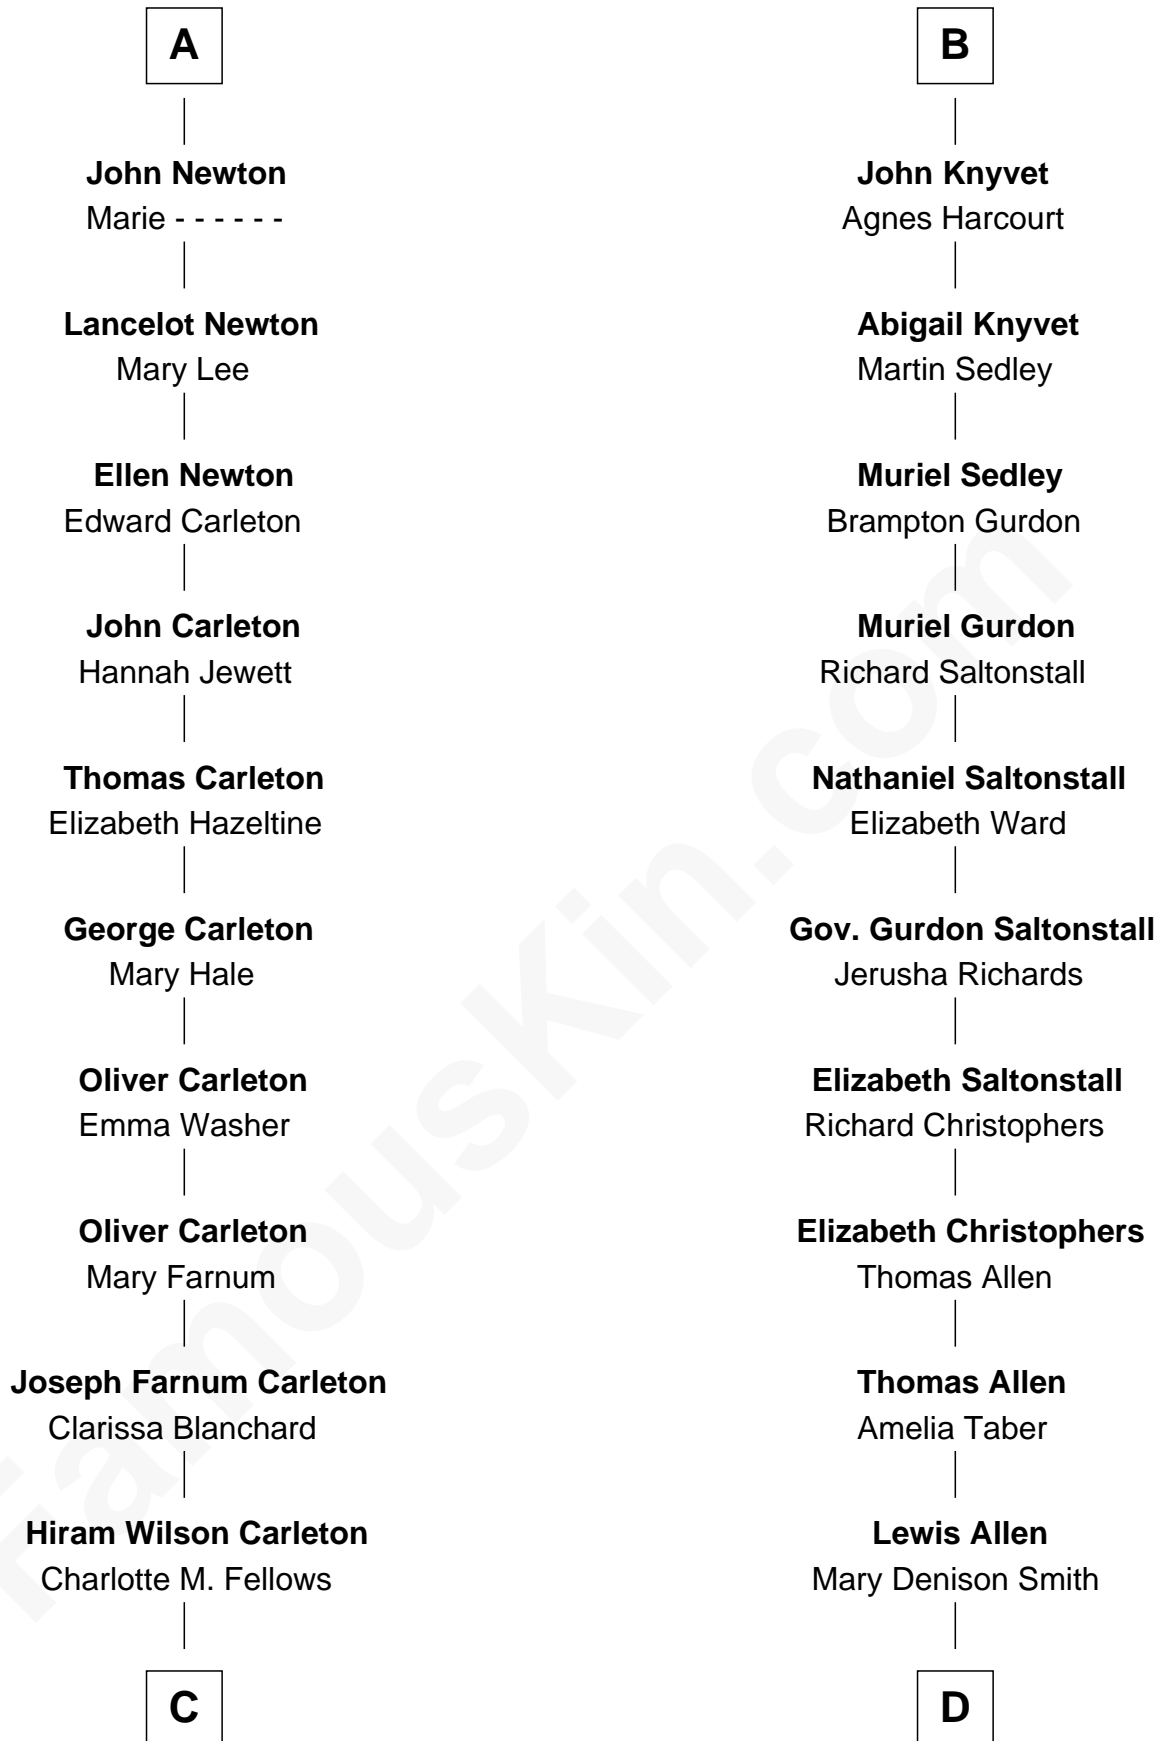 A
John Newton
Marie - - - - - -
Lancelot Newton
Mary Lee
Ellen Newton
Edward Carleton
John Carleton
Hannah Jewett
Thomas Carleton
Elizabeth Hazeltine
George Carleton
Mary Hale
Oliver Carleton
Emma Washer
Oliver Carleton
Mary Farnum
Joseph Farnum Carleton
Clarissa Blanchard
Hiram Wilson Carleton
Charlotte M. Fellows
C
B
John Knyvet
Agnes Harcourt
Abigail Knyvet
Martin Sedley
Muriel Sedley
Brampton Gurdon
Muriel Gurdon
Richard Saltonstall
Nathaniel Saltonstall
Elizabeth Ward
Gov. Gurdon Saltonstall
Jerusha Richards
Elizabeth Saltonstall
Richard Christophers
Elizabeth Christophers
Thomas Allen
Thomas Allen
Amelia Taber
Lewis Allen
Mary Denison Smith
D
FamousKin.com